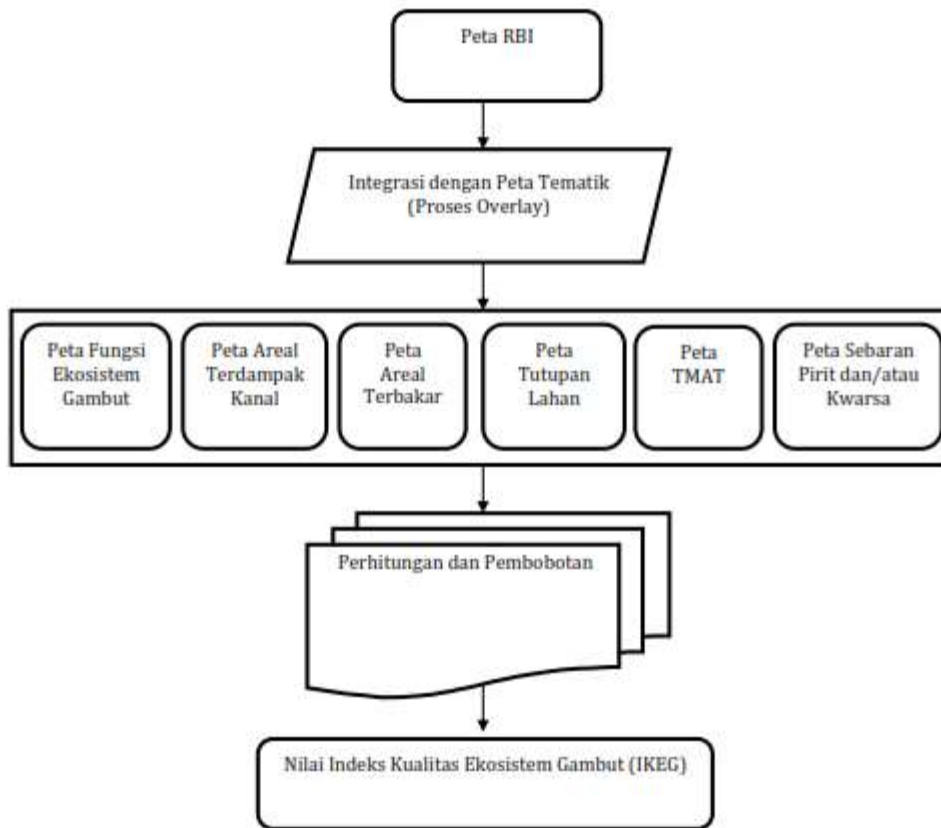 Peta RBI
Integrasi dengan Peta Tematik
(Proses Overlay)
Peta Fungsi
Ekosistem
Gambut
Peta Areal
Terdampak
Kanal
Peta
Areal
Terbakar
Peta
Tutupan
Lahan
Peta
TMAT
Peta Sebaran
Pirit dan/atau
Kwarsa
Perhitungan dan Pembobotan
Nilai Indeks Kualitas Ekosistem Gambut (IKEG)